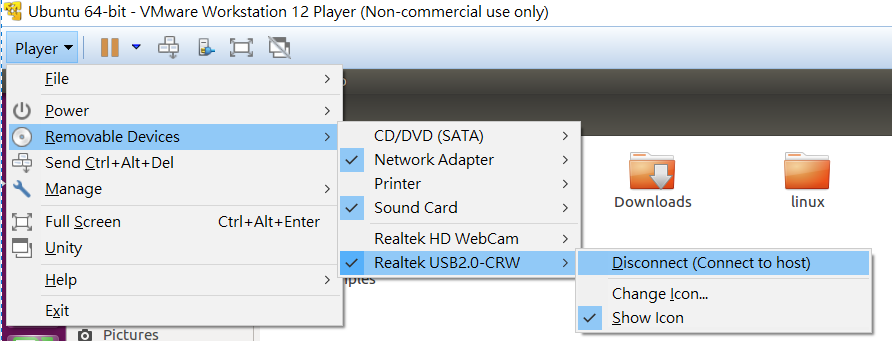 Ubuntu 64-bit - VMware Workstation 12 Player (Non-commercial use only)
Player
File
Power
Removable Devices
Send Ctrl+Alt+Del
Manage
Full Screen Ctrl+Alt+Enter
Unity
Help
Exit
CD/DVD (SATA)
Network Adapter
Printer
Sound Card
Realtek HD WebCam
Realtek USB2.0-CRW
Disconnect (Connect to host)
Change Icon...
Show Icon
Downloads
linux
Pictures